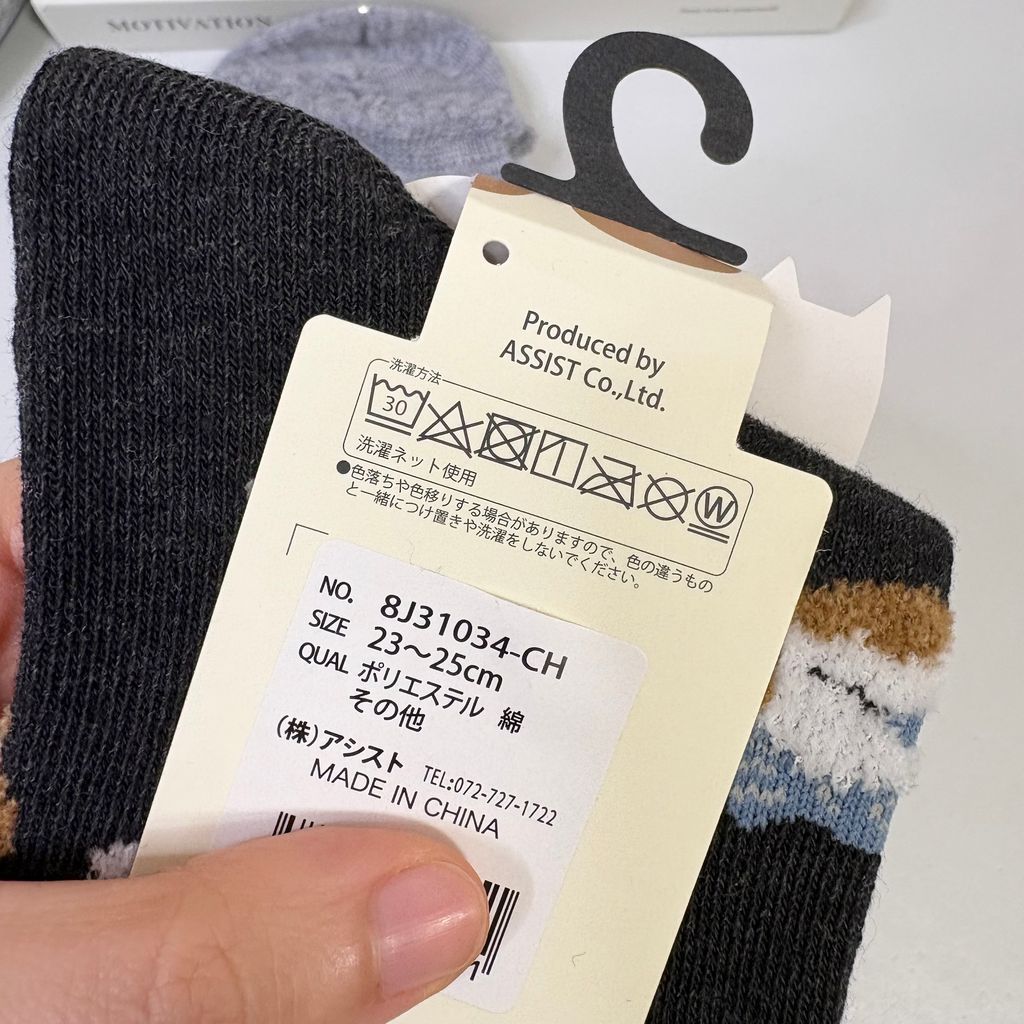 MOTIVATION
Produced by
ASSIST Co.,Ltd.
洗濯方法
30
W
洗濯ネット使用
●色落ちや色移りする場合がありますので、色の違うもの
と一緒につけ置きや洗濯をしないでください。
NO. 8J31034-CH
SIZE 23～25cm
QUAL ポリエステル 綿
その他
(株)アシスト TEL:072-727-1722
MADE IN CHINA